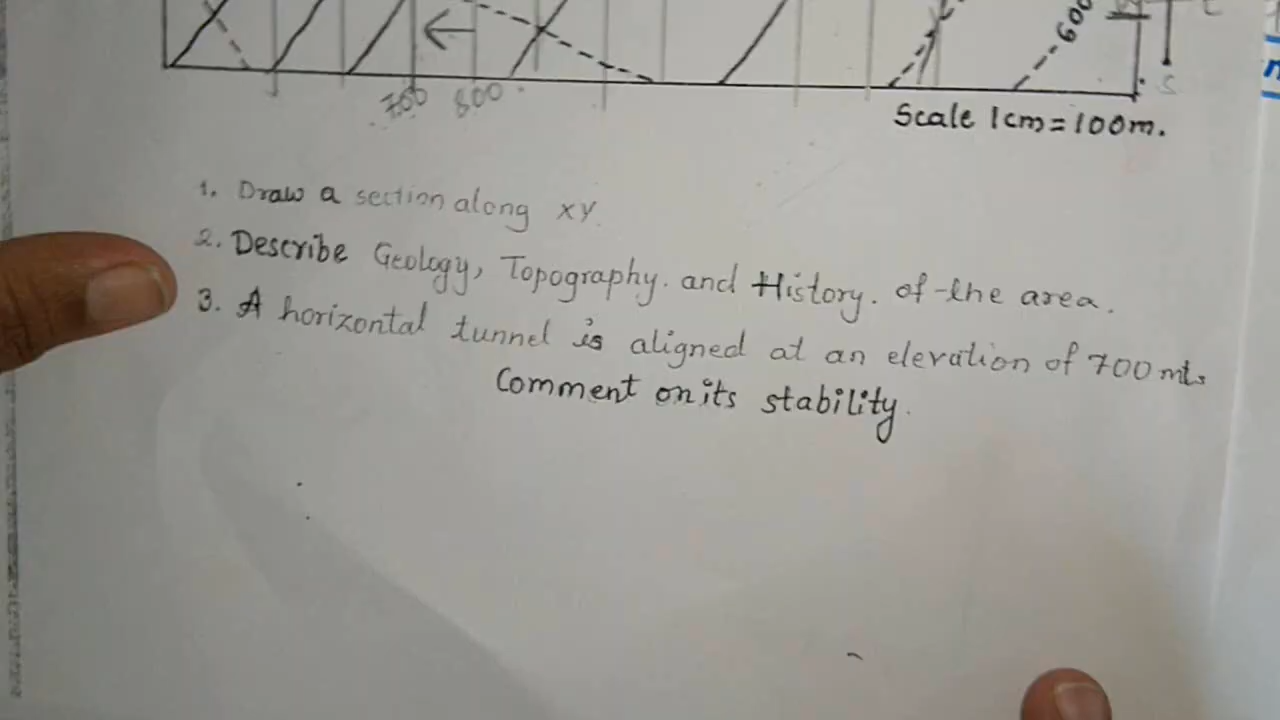 600
700 800
S
Scale 1cm=100m.
1. Draw a section along XY.
2. Describe Geology, Topography. and History. of the area.
3. A horizontal tunnel is aligned at an elevation of 700 mts
Comment on its stability.